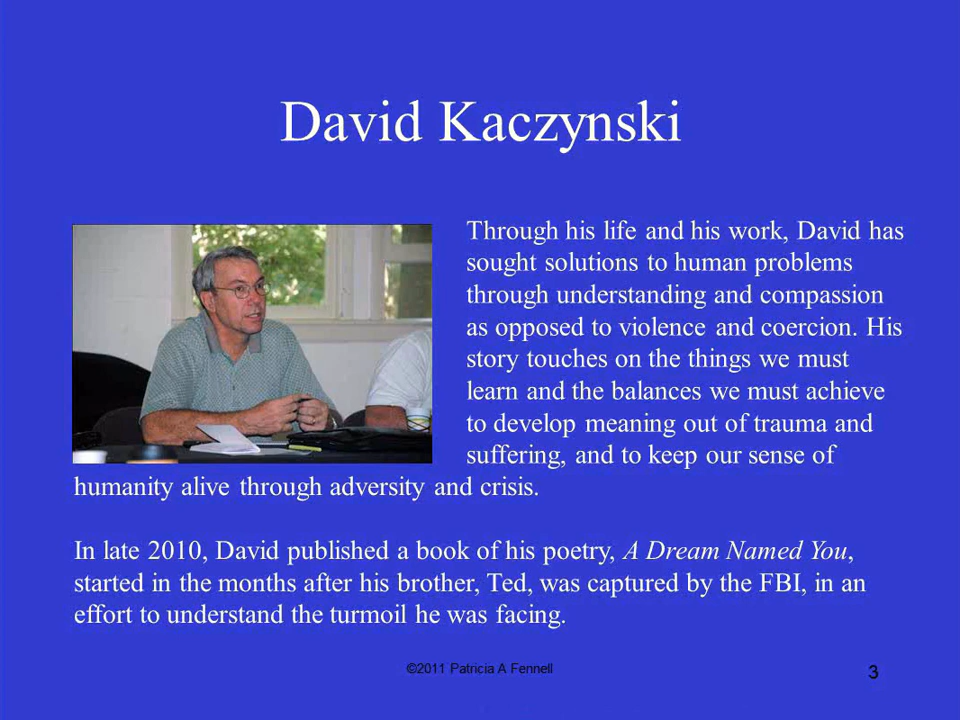 David Kaczynski
Through his life and his work, David has
sought solutions to human problems
through understanding and compassion
as opposed to violence and coercion. His
story touches on the things we must
learn and the balances we must achieve
to develop meaning out of trauma and
suffering, and to keep our sense of
humanity alive through adversity and crisis.
In late 2010, David published a book of his poetry, A Dream Named You,
started in the months after his brother, Ted, was captured by the FBI, in an
effort to understand the turmoil he was facing.
©2011 Patricia A Fennell
3